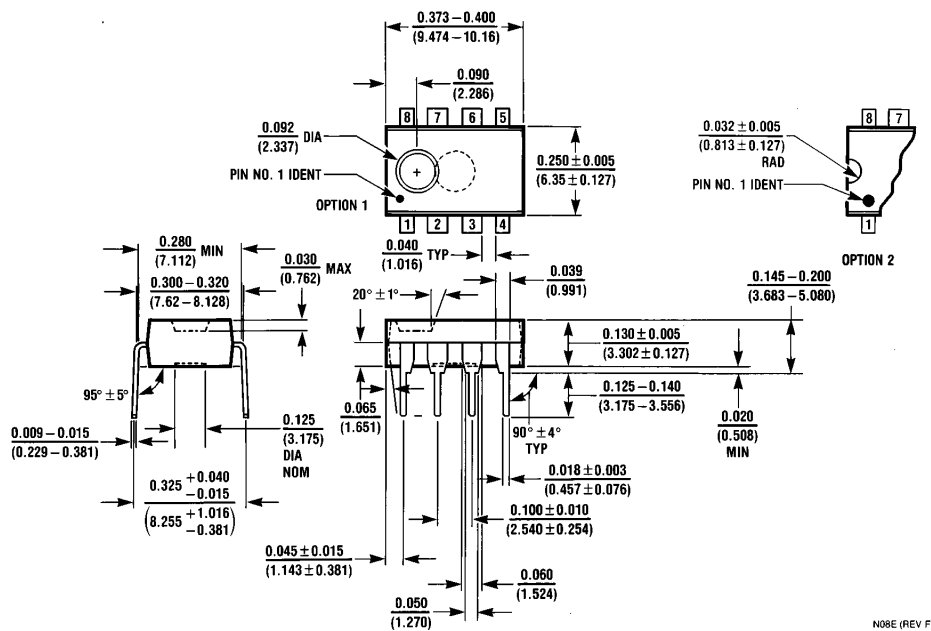 0.373 – 0.400
(9.474 – 10.16)
0.090
(2.286)
8 7 6 5
0.092 DIA
(2.337)
PIN NO. 1 IDENT
OPTION 1
0.250 ± 0.005
(6.35 ± 0.127)
1 2 3 4
0.032 ± 0.005
(0.813 ± 0.127)
RAD
PIN NO. 1 IDENT
8 7
1
OPTION 2
0.280 MIN
(7.112)
0.300 – 0.320
(7.62 – 8.128)
0.030 MAX
(0.762)
0.040 TYP
(1.016)
0.039
(0.991)
20° ± 1°
0.145 – 0.200
(3.683 – 5.080)
0.130 ± 0.005
(3.302 ± 0.127)
0.125 – 0.140
(3.175 – 3.556)
0.020
(0.508)
MIN
95° ± 5°
0.065
(1.651)
90° ± 4°
TYP
0.009 – 0.015
(0.229 – 0.381)
0.125
(3.175)
DIA
NOM
0.018 ± 0.003
(0.457 ± 0.076)
0.325 +0.040
–0.015
(8.255 +1.016
–0.381)
0.100 ± 0.010
(2.540 ± 0.254)
0.045 ± 0.015
(1.143 ± 0.381)
0.060
(1.524)
0.050
(1.270)
N08E (REV F